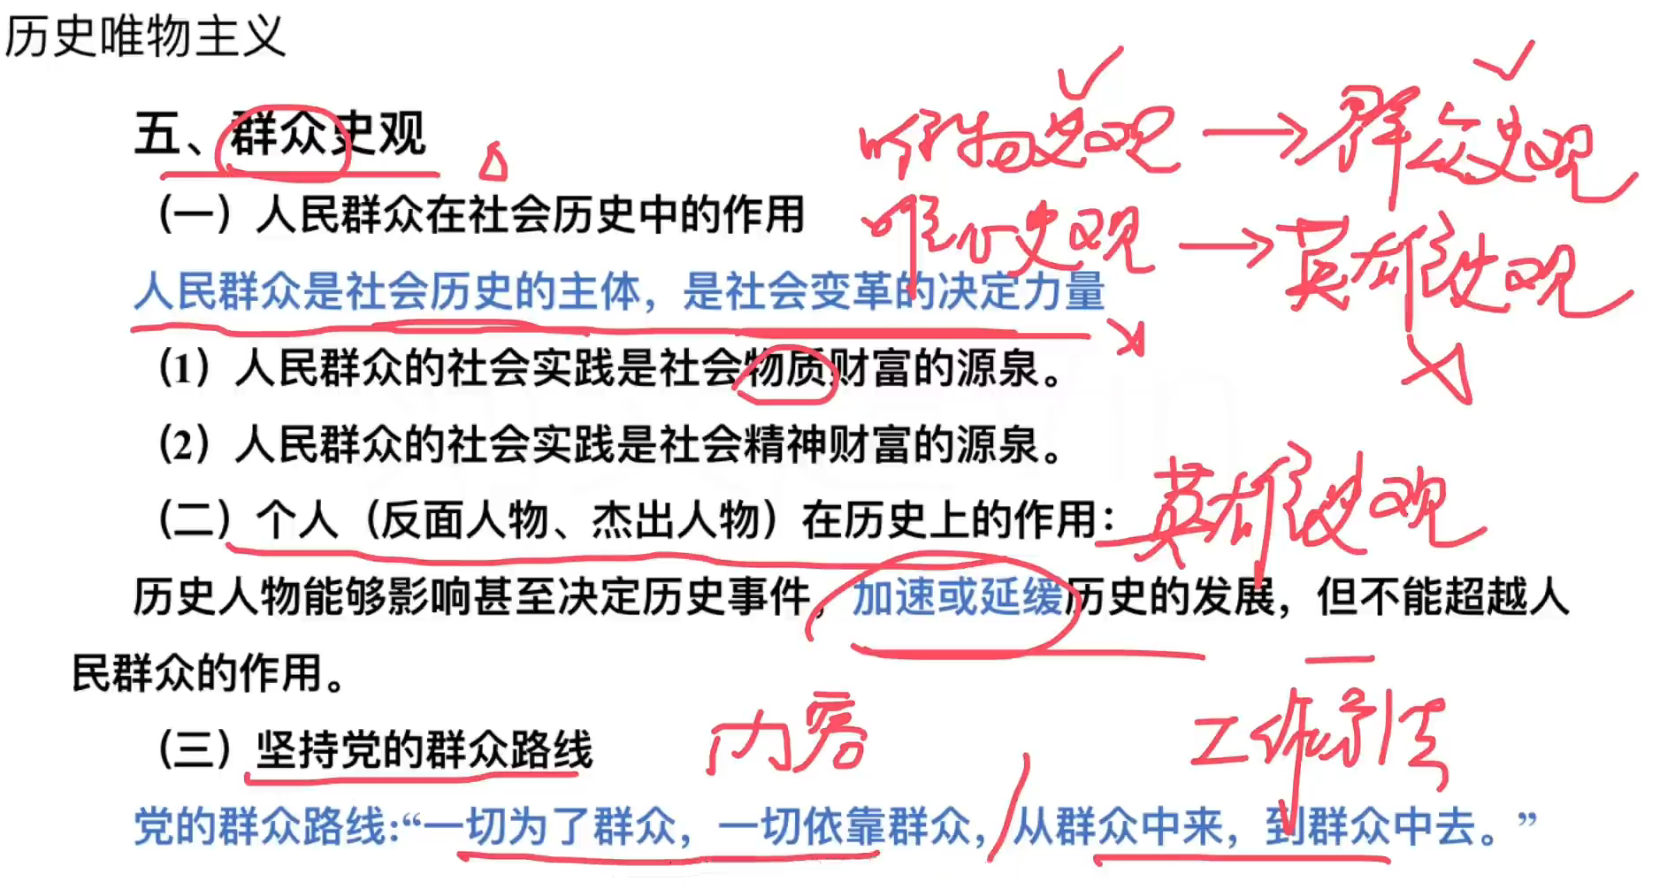 历史唯物主义
五、群众史观
唯物史观→群众史观
（一）人民群众在社会历史中的作用
唯心史观→英雄史观
人民群众是社会历史的主体，是社会变革的决定力量
（1）人民群众的社会实践是社会物质财富的源泉。
（2）人民群众的社会实践是社会精神财富的源泉。
（二）个人（反面人物、杰出人物）在历史上的作用：英雄史观
历史人物能够影响甚至决定历史事件，加速或延缓历史的发展，但不能超越人
民群众的作用。
（三）坚持党的群众路线 内容
党的群众路线:“一切为了群众，一切依靠群众，从群众中来，到群众中去。”